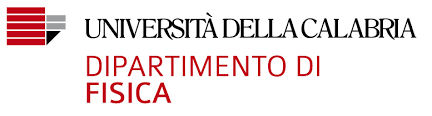 UNIVERSITÀ DELLA CALABRIA
DIPARTIMENTO DI
FISICA